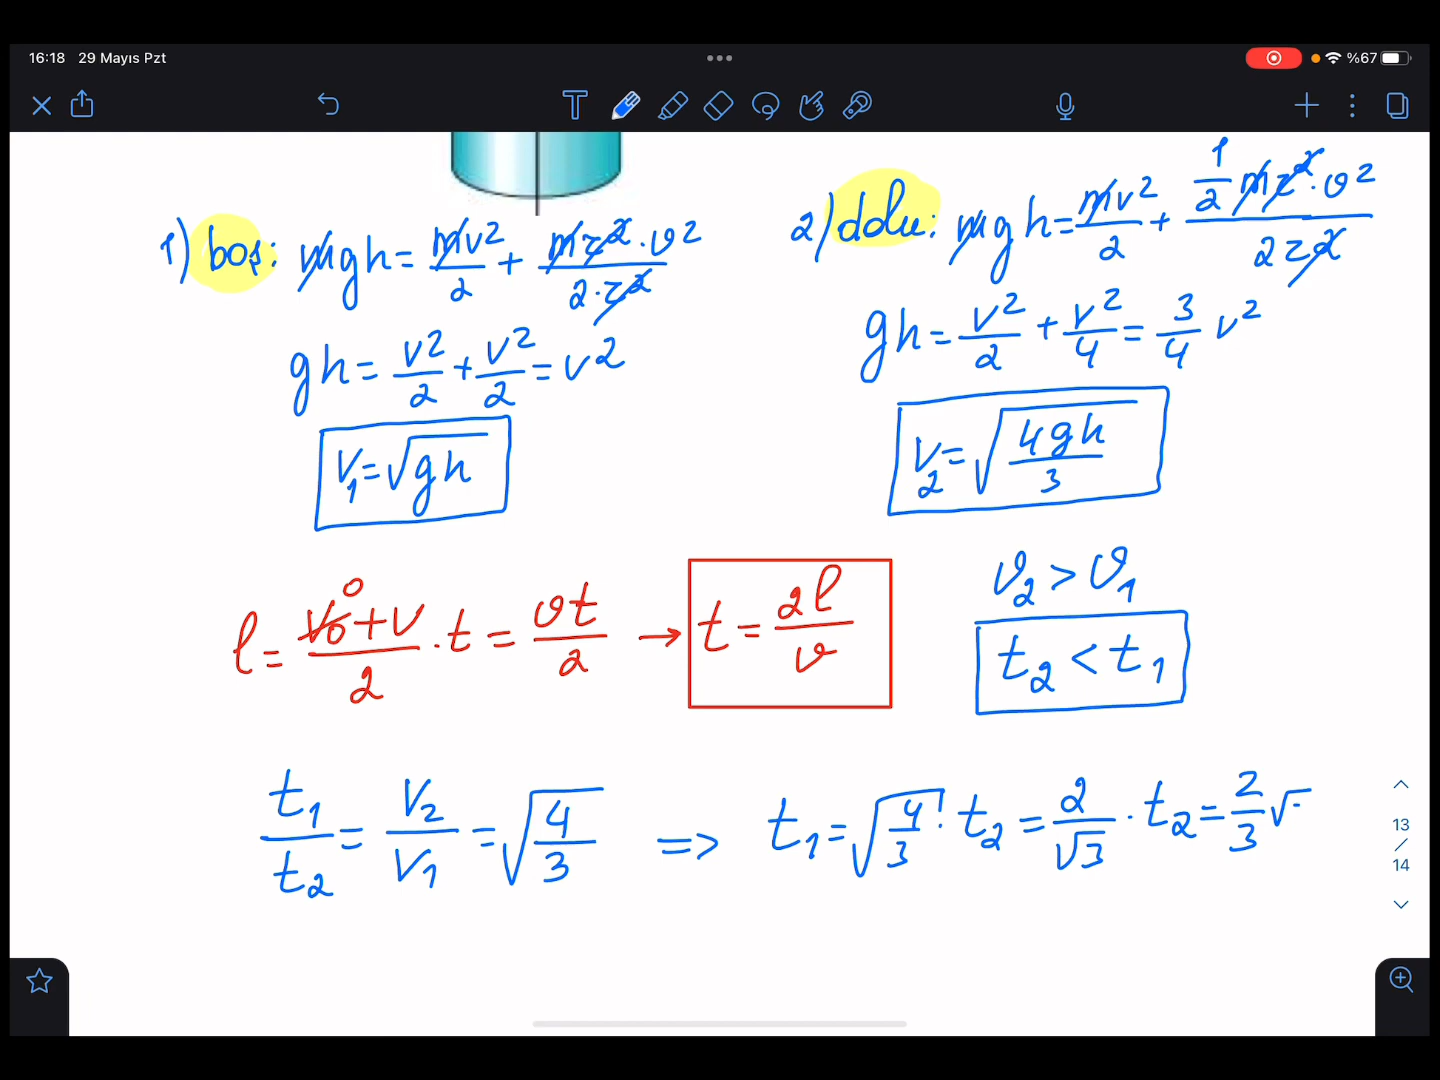 16:18 29 Mayıs Pzt
%67
T
1) boş: mgh = mv²/2 + mr²·v²/2·r²
gh = v²/2 + v²/2 = v²
V₁ = √gh
2) dolu: mgh = mv²/2 + 1/2 mr²·v²/2r²
gh = v²/2 + v²/4 = 3/4 v²
V₂ = √4gh/3
l = V₀+V/2 · t = vt/2 → t = 2l/v
0
v₂ > v₁
t₂ < t₁
t₁/t₂ = V₂/V₁ = √4/3 => t₁ = √4/3! t₂ = 2/√3 · t₂ = 2/3 √
13
/
14